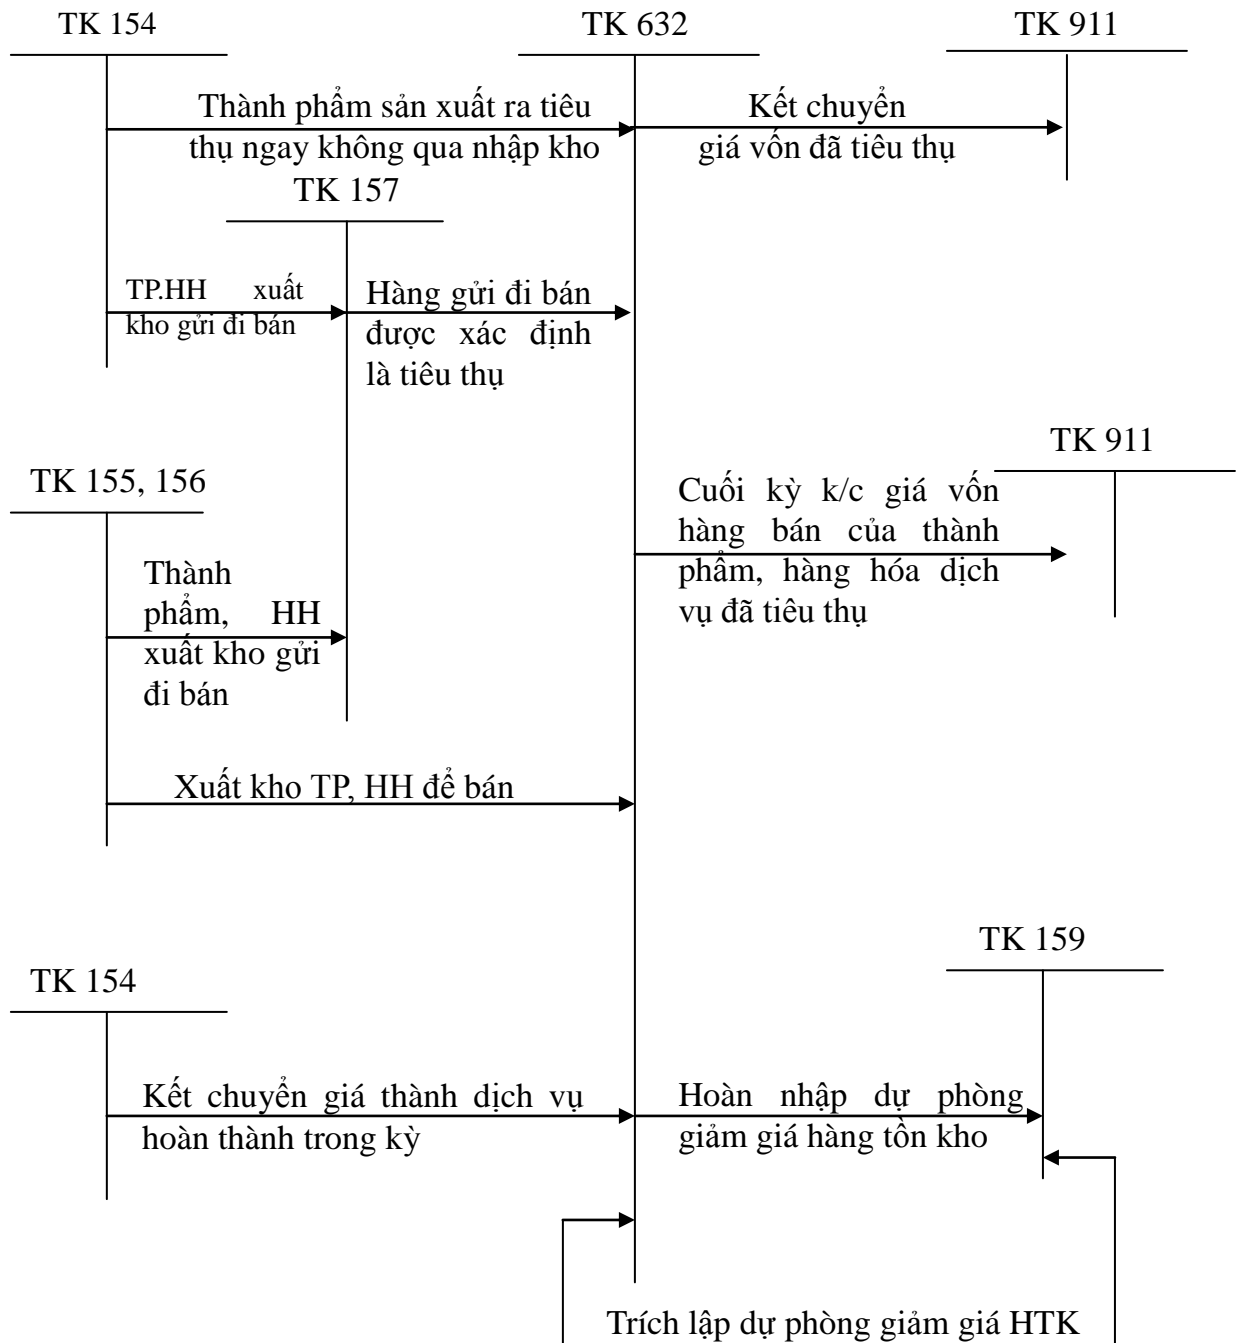 TK 154
TK 632
TK 911
Thành phẩm sản xuất ra tiêu
thụ ngay không qua nhập kho
Kết chuyển
giá vốn đã tiêu thụ
TK 157
TP.HH xuất
kho gửi đi bán
Hàng gửi đi bán
được xác định
là tiêu thụ
TK 911
TK 155, 156
Cuối kỳ k/c giá vốn
hàng bán của thành
phẩm, hàng hóa dịch
vụ đã tiêu thụ
Thành
phẩm, HH
xuất kho gửi
đi bán
Xuất kho TP, HH để bán
TK 159
TK 154
Kết chuyển giá thành dịch vụ
hoàn thành trong kỳ
Hoàn nhập dự phòng
giảm giá hàng tồn kho
Trích lập dự phòng giảm giá HTK